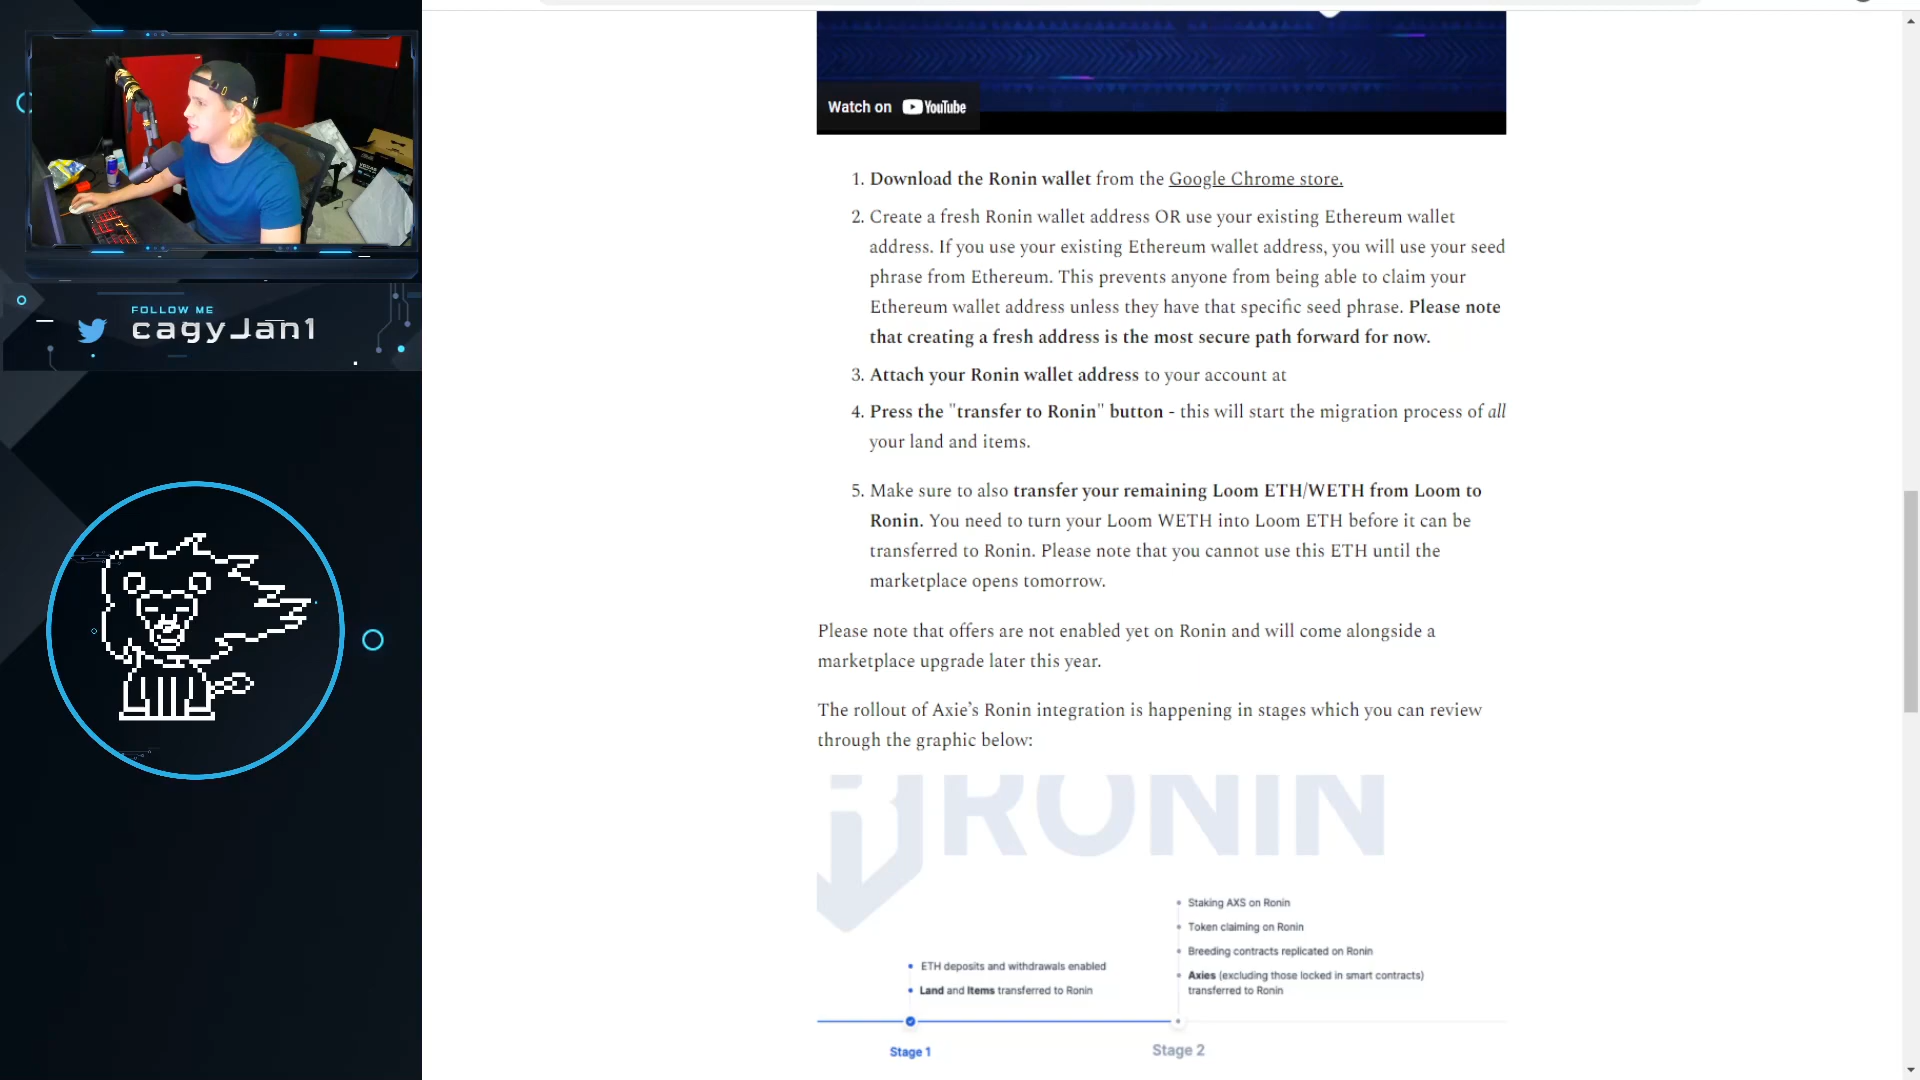 Watch on YouTube
FOLLOW ME
cagyJan1
1. Download the Ronin wallet from the Google Chrome store.
2. Create a fresh Ronin wallet address OR use your existing Ethereum wallet
address. If you use your existing Ethereum wallet address, you will use your seed
phrase from Ethereum. This prevents anyone from being able to claim your
Ethereum wallet address unless they have that specific seed phrase. Please note
that creating a fresh address is the most secure path forward for now.
3. Attach your Ronin wallet address to your account at
4. Press the "transfer to Ronin" button - this will start the migration process of all
your land and items.
5. Make sure to also transfer your remaining Loom ETH/WETH from Loom to
Ronin. You need to turn your Loom WETH into Loom ETH before it can be
transferred to Ronin. Please note that you cannot use this ETH until the
marketplace opens tomorrow.
Please note that offers are not enabled yet on Ronin and will come alongside a
marketplace upgrade later this year.
The rollout of Axie’s Ronin integration is happening in stages which you can review
through the graphic below:
RONIN
• Staking AXS on Ronin
• Token claiming on Ronin
• Breeding contracts replicated on Ronin
• Axies (excluding those locked in smart contracts)
transferred to Ronin
• ETH deposits and withdrawals enabled
• Land and Items transferred to Ronin
Stage 1
Stage 2